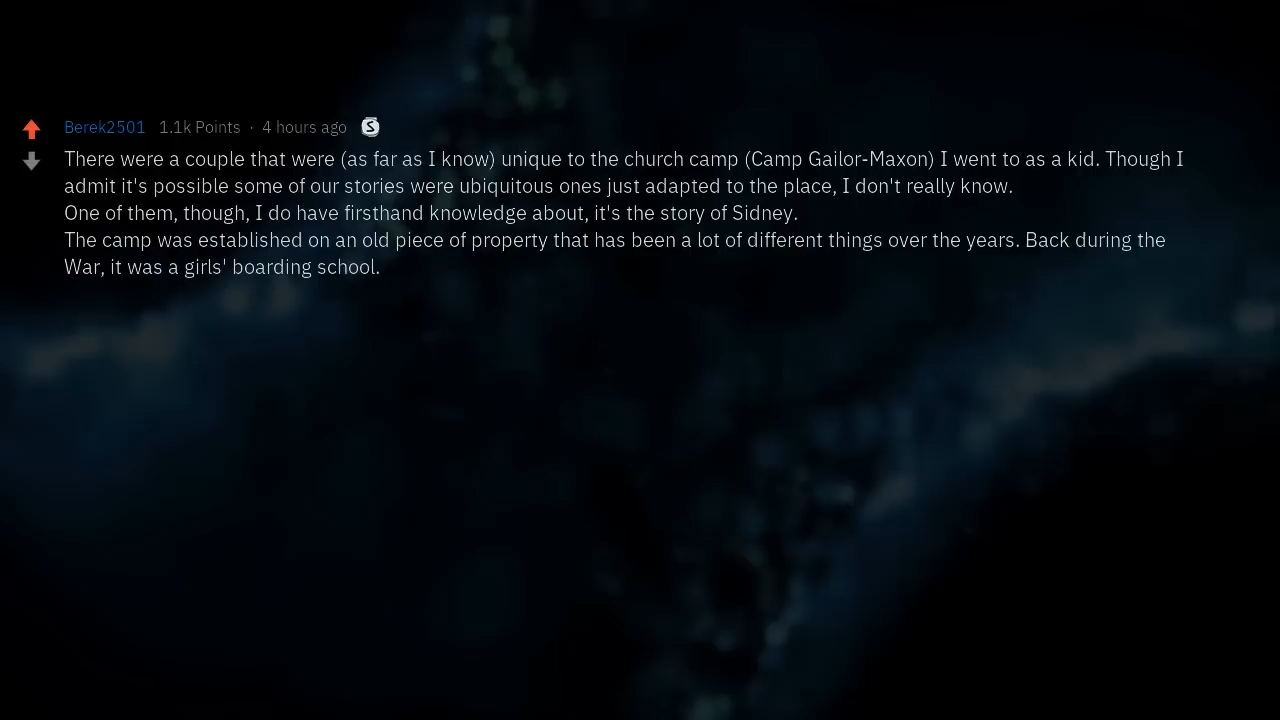 Berek2501 1.1k Points · 4 hours ago S
There were a couple that were (as far as I know) unique to the church camp (Camp Gailor-Maxon) I went to as a kid. Though I
admit it's possible some of our stories were ubiquitous ones just adapted to the place, I don't really know.
One of them, though, I do have firsthand knowledge about, it's the story of Sidney.
The camp was established on an old piece of property that has been a lot of different things over the years. Back during the
War, it was a girls' boarding school.